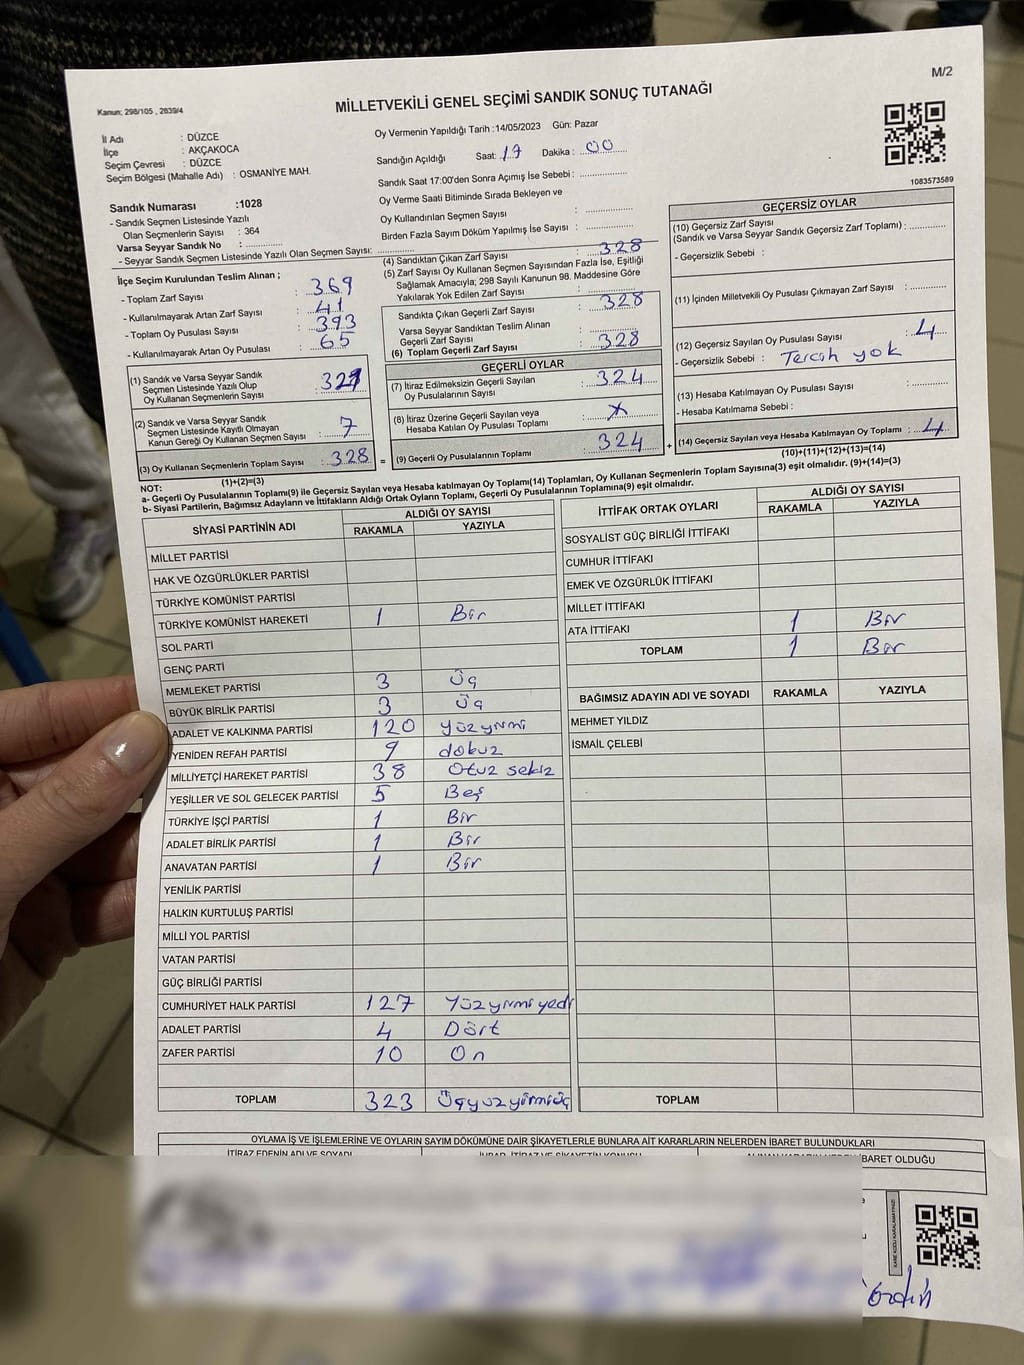 M/2
Kanun; 298/105 , 2839/4
MİLLETVEKİLİ GENEL SEÇİMİ SANDIK SONUÇ TUTANAĞI
İl Adı : DÜZCE
İlçe : AKÇAKOCA
Seçim Çevresi : DÜZCE
Seçim Bölgesi (Mahalle Adı) : OSMANİYE MAH.
Sandık Numarası :1028
- Sandık Seçmen Listesinde Yazılı
Olan Seçmenlerin Sayısı : 364
Varsa Seyyar Sandık No :
- Seyyar Sandık Seçmen Listesinde Yazılı Olan Seçmen Sayısı:
Oy Vermenin Yapıldığı Tarih :14/05/2023 Gün: Pazar
Sandığın Açıldığı Saat: 17 Dakika : 00
Sandık Saat 17:00'den Sonra Açımış İse Sebebi :
Oy Verme Saati Bitiminde Sırada Bekleyen ve
Oy Kullandırılan Seçmen Sayısı :
Birden Fazla Sayım Döküm Yapılmış İse Sayısı :
1083573589
İlçe Seçim Kurulundan Teslim Alınan ;
- Toplam Zarf Sayısı : 369
- Kullanılmayarak Artan Zarf Sayısı : 41
- Toplam Oy Pusulası Sayısı : 393
- Kullanılmayarak Artan Oy Pusulası : 65
(1) Sandık ve Varsa Seyyar Sandık
Seçmen Listesinde Yazılı Olup
Oy Kullanan Seçmenlerin Sayısı :
(2) Sandık ve Varsa Seyyar Sandık
Seçmen Listesinde Kayıtlı Olmayan
Kanun Gereği Oy Kullanan Seçmen Sayısı : 7
(3) Oy Kullanan Seçmenlerin Toplam Sayısı : 328
(1)+(2)=(3)
(4) Sandıktan Çıkan Zarf Sayısı : 328
(5) Zarf Sayısı Oy Kullanan Seçmen Sayısından Fazla İse, Eşitliği
Sağlamak Amacıyla; 298 Sayılı Kanunun 98. Maddesine Göre
Yakılarak Yok Edilen Zarf Sayısı :
Sandıkta Çıkan Geçerli Zarf Sayısı : 328
Varsa Seyyar Sandıktan Teslim Alınan
Geçerli Zarf Sayısı :
(6) Toplam Geçerli Zarf Sayısı : 328
GEÇERLİ OYLAR
(7) İtiraz Edilmeksizin Geçerli Sayılan
Oy Pusulalarının Sayısı : 324
(8) İtiraz Üzerine Geçerli Sayılan veya
Hesaba Katılan Oy Pusulası Toplamı :
= (9) Geçerli Oy Pusulalarının Toplamı : 324 +
GEÇERSİZ OYLAR
(10) Geçersiz Zarf Sayısı
(Sandık ve Varsa Seyyar Sandık Geçersiz Zarf Toplamı) :
- Geçersizlik Sebebi :
(11) İçinden Milletvekili Oy Pusulası Çıkmayan Zarf Sayısı :
(12) Geçersiz Sayılan Oy Pusulası Sayısı : 4
- Geçersizlik Sebebi : Tercih yok
(13) Hesaba Katılmayan Oy Pusulası Sayısı :
- Hesaba Katılmama Sebebi :
(14) Geçersiz Sayılan veya Hesaba Katılmayan Oy Toplamı : 4
(10)+(11)+(12)+(13)=(14)
NOT:
a- Geçerli Oy Pusulalarının Toplamı(9) ile Geçersiz Sayılan veya Hesaba katılmayan Oy Toplamı(14) Toplamları, Oy Kullanan Seçmenlerin Toplam Sayısına(3) eşit olmalıdır. (9)+(14)=(3)
b- Siyasi Partilerin, Bağımsız Adayların ve İttifakların Aldığı Ortak Oyların Toplamı, Geçerli Oy Pusulalarının Toplamına(9) eşit olmalıdır.
SİYASİ PARTİNİN ADI ALDIĞI OY SAYISI
RAKAMLA YAZIYLA
MİLLET PARTİSİ
HAK VE ÖZGÜRLÜKLER PARTİSİ
TÜRKİYE KOMÜNİST PARTİSİ
TÜRKİYE KOMÜNİST HAREKETİ 1 Bir
SOL PARTİ
GENÇ PARTİ
MEMLEKET PARTİSİ 3 Üç
BÜYÜK BİRLİK PARTİSİ 3 Üç
ADALET VE KALKINMA PARTİSİ 120 yüzyirmi
YENİDEN REFAH PARTİSİ 9 dokuz
MİLLİYETÇİ HAREKET PARTİSİ 38 Otuz sekiz
YEŞİLLER VE SOL GELECEK PARTİSİ 5 Beş
TÜRKİYE İŞÇİ PARTİSİ 1 Bir
ADALET BİRLİK PARTİSİ 1 Bir
ANAVATAN PARTİSİ 1 Bir
YENİLİK PARTİSİ
HALKIN KURTULUŞ PARTİSİ
MİLLİ YOL PARTİSİ
VATAN PARTİSİ
GÜÇ BİRLİĞİ PARTİSİ
CUMHURİYET HALK PARTİSİ 127 Yüzyirmiyedi
ADALET PARTİSİ 4 Dört
ZAFER PARTİSİ 10 On
TOPLAM 323 Üçyüzyirmiüç
İTTİFAK ORTAK OYLARI ALDIĞI OY SAYISI
RAKAMLA YAZIYLA
SOSYALİST GÜÇ BİRLİĞİ İTTİFAKI
CUMHUR İTTİFAKI
EMEK VE ÖZGÜRLÜK İTTİFAKI
MİLLET İTTİFAKI
ATA İTTİFAKI 1 Bir
TOPLAM 1 Bir
BAĞIMSIZ ADAYIN ADI VE SOYADI RAKAMLA YAZIYLA
MEHMET YILDIZ
İSMAİL ÇELEBİ
TOPLAM
OYLAMA İŞ VE İŞLEMLERİNE VE OYLARIN SAYIM DÖKÜMÜNE DAİR ŞİKAYETLERLE BUNLARA AİT KARARLARIN NELERDEN İBARET BULUNDUKLARI
İTİRAZ EDENİN ADI VE SOYADI
İBARET OLDUĞU